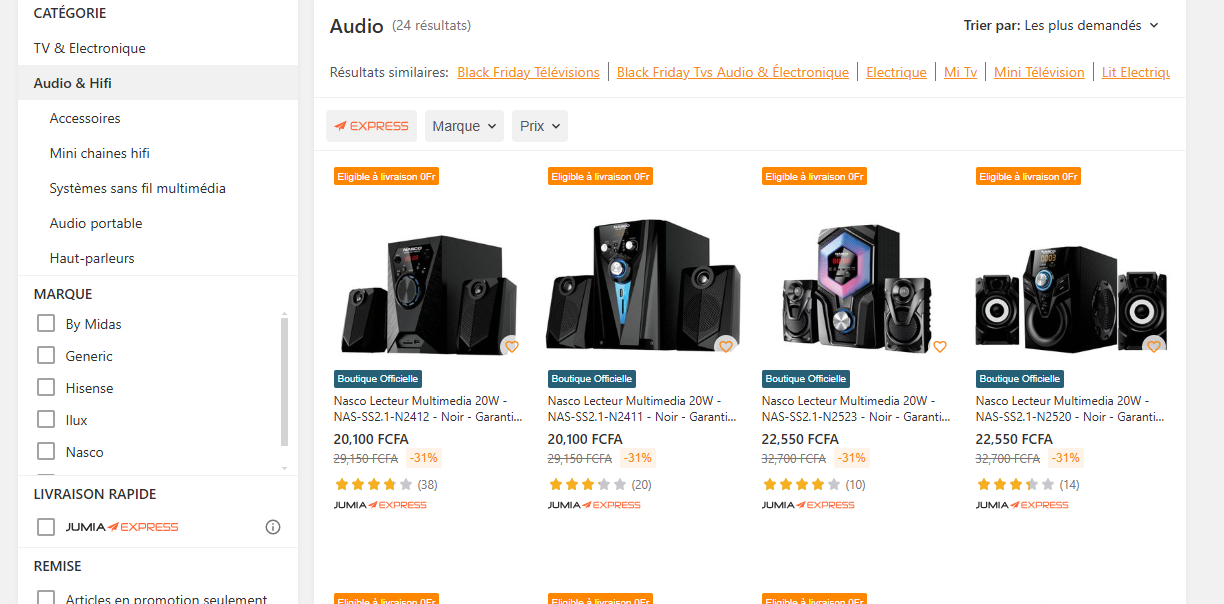 CATÉGORIE
TV & Electronique
Audio & Hifi
Accessoires
Mini chaines hifi
Systèmes sans fil multimédia
Audio portable
Haut-parleurs
MARQUE
By Midas
Generic
Hisense
Ilux
Nasco
LIVRAISON RAPIDE
JUMIA EXPRESS
REMISE
Articles en promotion seulement
Audio (24 résultats)
Trier par: Les plus demandés
Résultats similaires: Black Friday Télévisions Black Friday Tvs Audio & Électronique Electrique Mi Tv Mini Télévision Lit Electriqu
EXPRESS Marque Prix
Eligible à livraison 0Fr Eligible à livraison 0Fr Eligible à livraison 0Fr Eligible à livraison 0Fr
Boutique Officielle Boutique Officielle Boutique Officielle Boutique Officielle
Nasco Lecteur Multimedia 20W - Nasco Lecteur Multimedia 20W - Nasco Lecteur Multimedia 20W - Nasco Lecteur Multimedia 20W -
NAS-SS2.1-N2412 - Noir - Garanti... NAS-SS2.1-N2411 - Noir - Garanti... NAS-SS2.1-N2523 - Noir - Garanti... NAS-SS2.1-N2520 - Noir - Garanti...
20,100 FCFA 20,100 FCFA 22,550 FCFA 22,550 FCFA
29,150 FCFA -31% 29,150 FCFA -31% 32,700 FCFA -31% 32,700 FCFA -31%
(38) (20) (10) (14)
JUMIA EXPRESS JUMIA EXPRESS JUMIA EXPRESS JUMIA EXPRESS
Eligible à livraison 0Fr Eligible à livraison 0Fr Eligible à livraison 0Fr